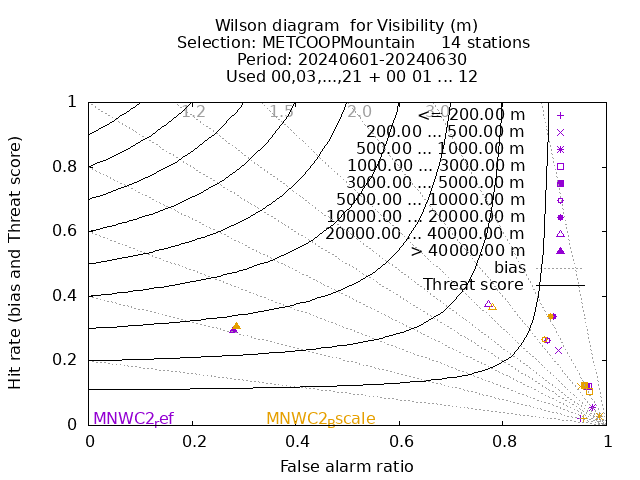 Wilson diagram for Visibility (m)
Selection: METCOOPMountain 14 stations
Period: 20240601-20240630
Used 00,03,...,21 + 00 01 ... 12
Hit rate (bias and Threat score)
1
0.8
0.6
0.4
0.2
0
1.2 1.5 2.0 3.0
<= 200.00 m
200.00 ... 500.00 m
500.00 ... 1000.00 m
1000.00 ... 3000.00 m
3000.00 ... 5000.00 m
5000.00 ... 10000.00 m
10000.00 ... 20000.00 m
20000.00 ... 40000.00 m
> 40000.00 m
bias
Threat score
MNWC2ref MNWC2Bscale
0 0.2 0.4 0.6 0.8 1
False alarm ratio